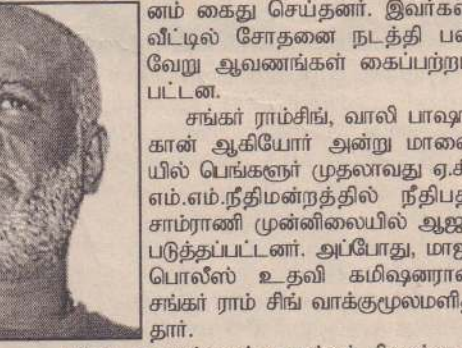 னம் கைது செய்தனர். இவர்கள்
வீட்டில் சோதனை நடத்தி பல
வேறு ஆவணங்கள் கைப்பற்றப்
பட்டன.
சங்கர் ராம்சிங், வாலி பாஷா
கான் ஆகியோர் அன்று மாலை
யில் பெங்களூர் முதலாவது ஏ.சி
எம்.எம்.நீதிமன்றத்தில் நீதிபதி
சாம்ராணி முன்னிலையில் ஆஜர்
படுத்தப்பட்டனர். அப்போது, மாஜி
பொலீஸ் உதவி கமிஷனரான
சங்கர் ராம் சிங் வாக்குமூலமளித்
தார்.